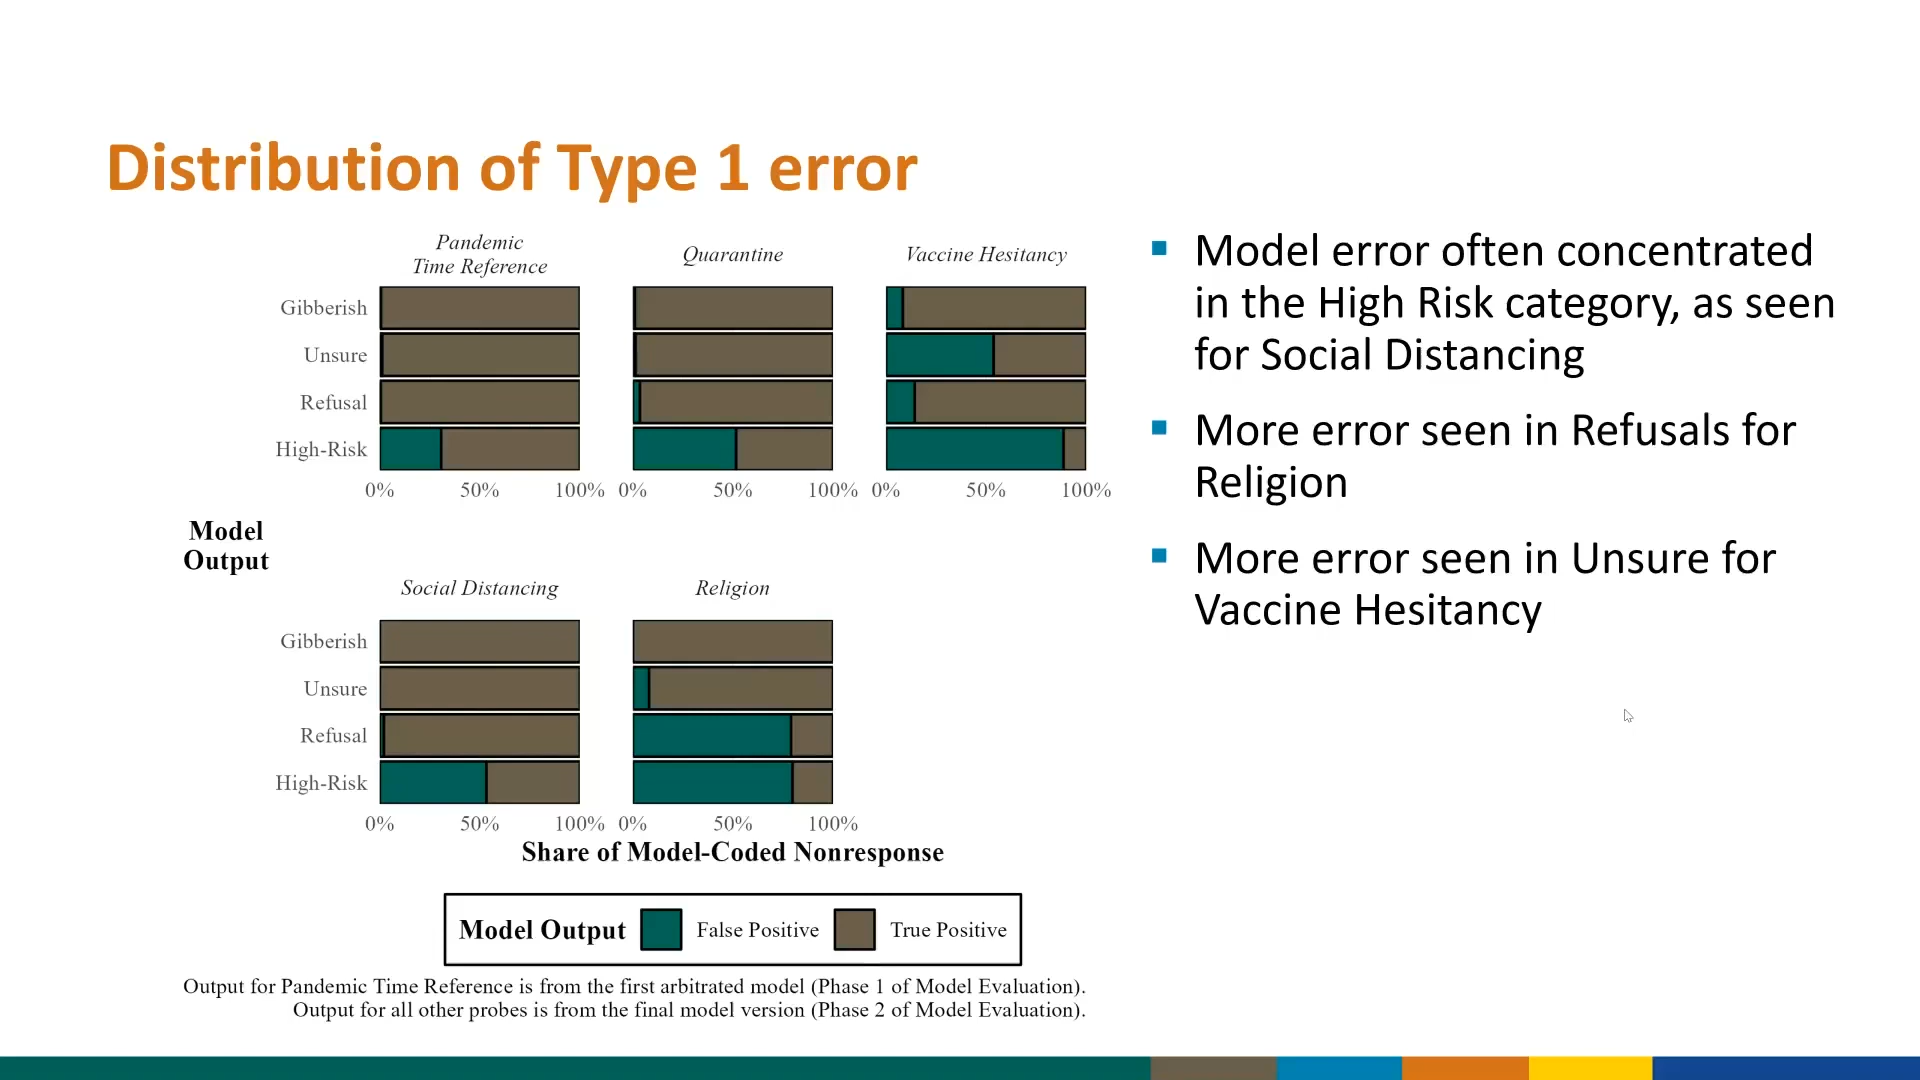 Distribution of Type 1 error
Pandemic
Time Reference
Quarantine
Vaccine Hesitancy
Gibberish
Unsure
Refusal
High-Risk
0% 50% 100% 0% 50% 100% 0% 50% 100%
Model
Output
Social Distancing
Religion
Gibberish
Unsure
Refusal
High-Risk
0% 50% 100% 0% 50% 100%
Share of Model-Coded Nonresponse
Model Output False Positive True Positive
Output for Pandemic Time Reference is from the first arbitrated model (Phase 1 of Model Evaluation).
Output for all other probes is from the final model version (Phase 2 of Model Evaluation).
Model error often concentrated
in the High Risk category, as seen
for Social Distancing
More error seen in Refusals for
Religion
More error seen in Unsure for
Vaccine Hesitancy